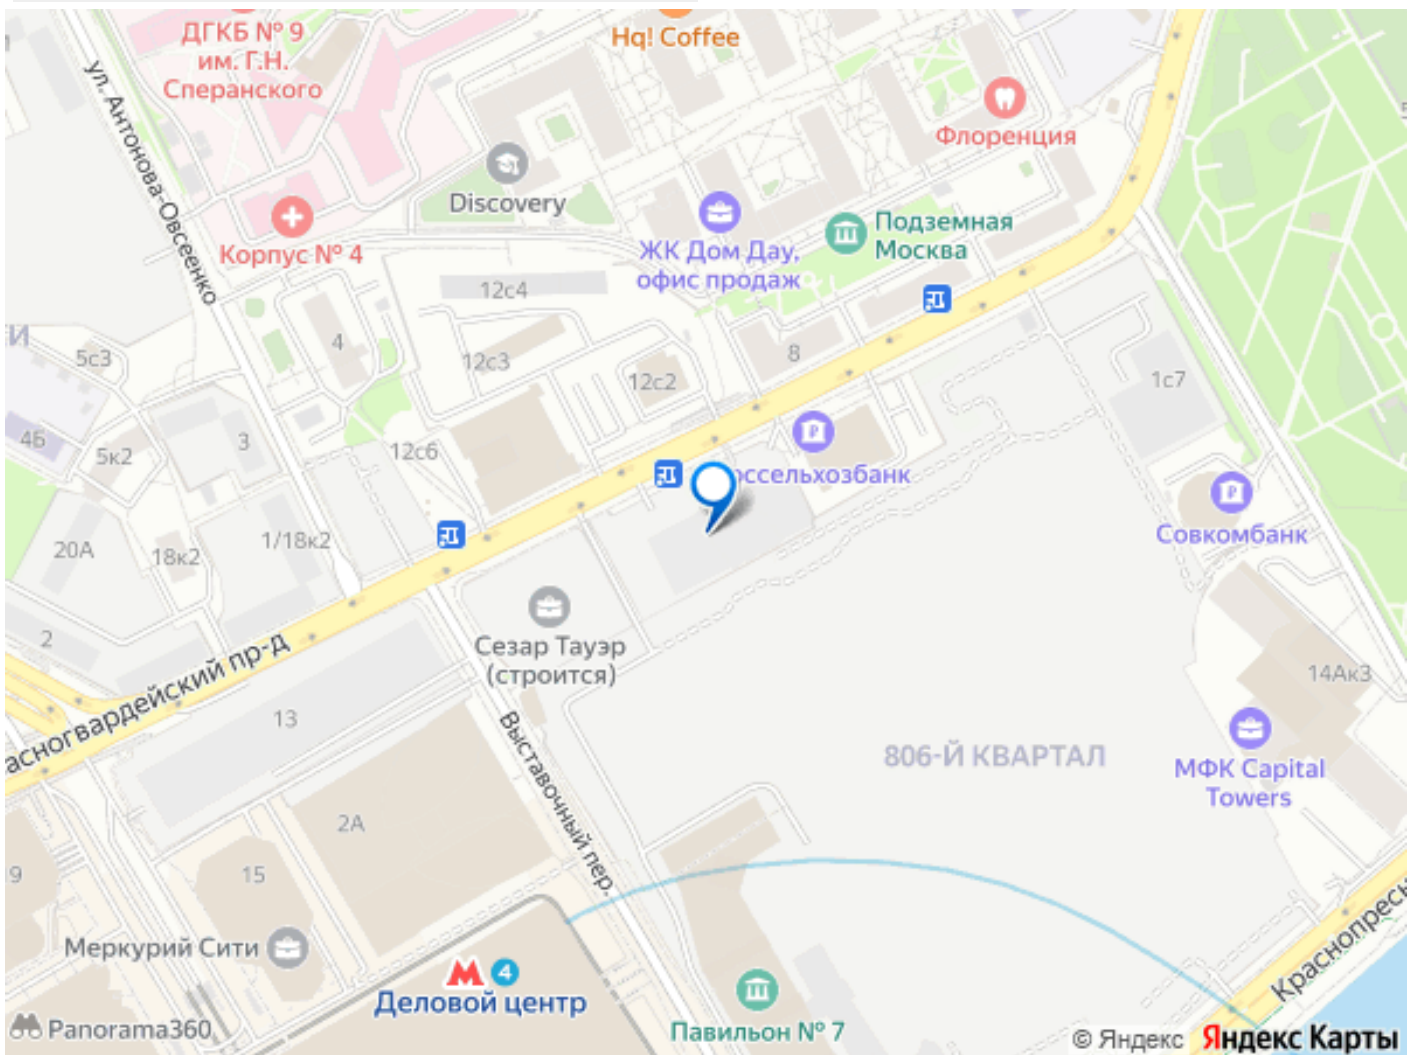 ДГКБ № 9
им. Г.Н.
Сперанского
Hq! Coffee
Флоренция
ул. Антонова-Овсеенко
Discovery
Корпус № 4
ЖК Дом Дау,
офис продаж
Подземная
Москва
12с4
4
5с3
12с3
12с2
8
1с7
4Б
5к2
3
12с6
оссельхозбанк
Совкомбанк
20А
18к2
1/18к2
2
Сезар Тауэр
(строится)
14Ак3
асногвардейский пр-д
13
Выставочный пер.
806-Й КВАРТАЛ
МФК Capital
Towers
2А
9
15
Меркурий Сити
4
Деловой центр
Краснопресн
Panorama360
Павильон № 7
© Яндекс Яндекс Карты